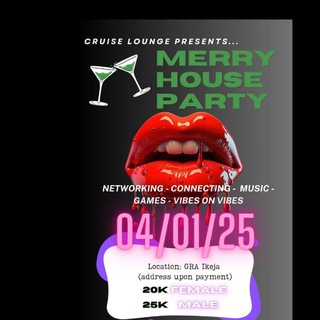 CRUISE LOUNGE PRESENTS...
MERRY
HOUSE
PARTY
NETWORKING - CONNECTING - MUSIC -
GAMES - VIBES ON VIBES
04/01/25
Location: GRA Ikeja
(address upon payment)
20K FEMALE
25K MALE